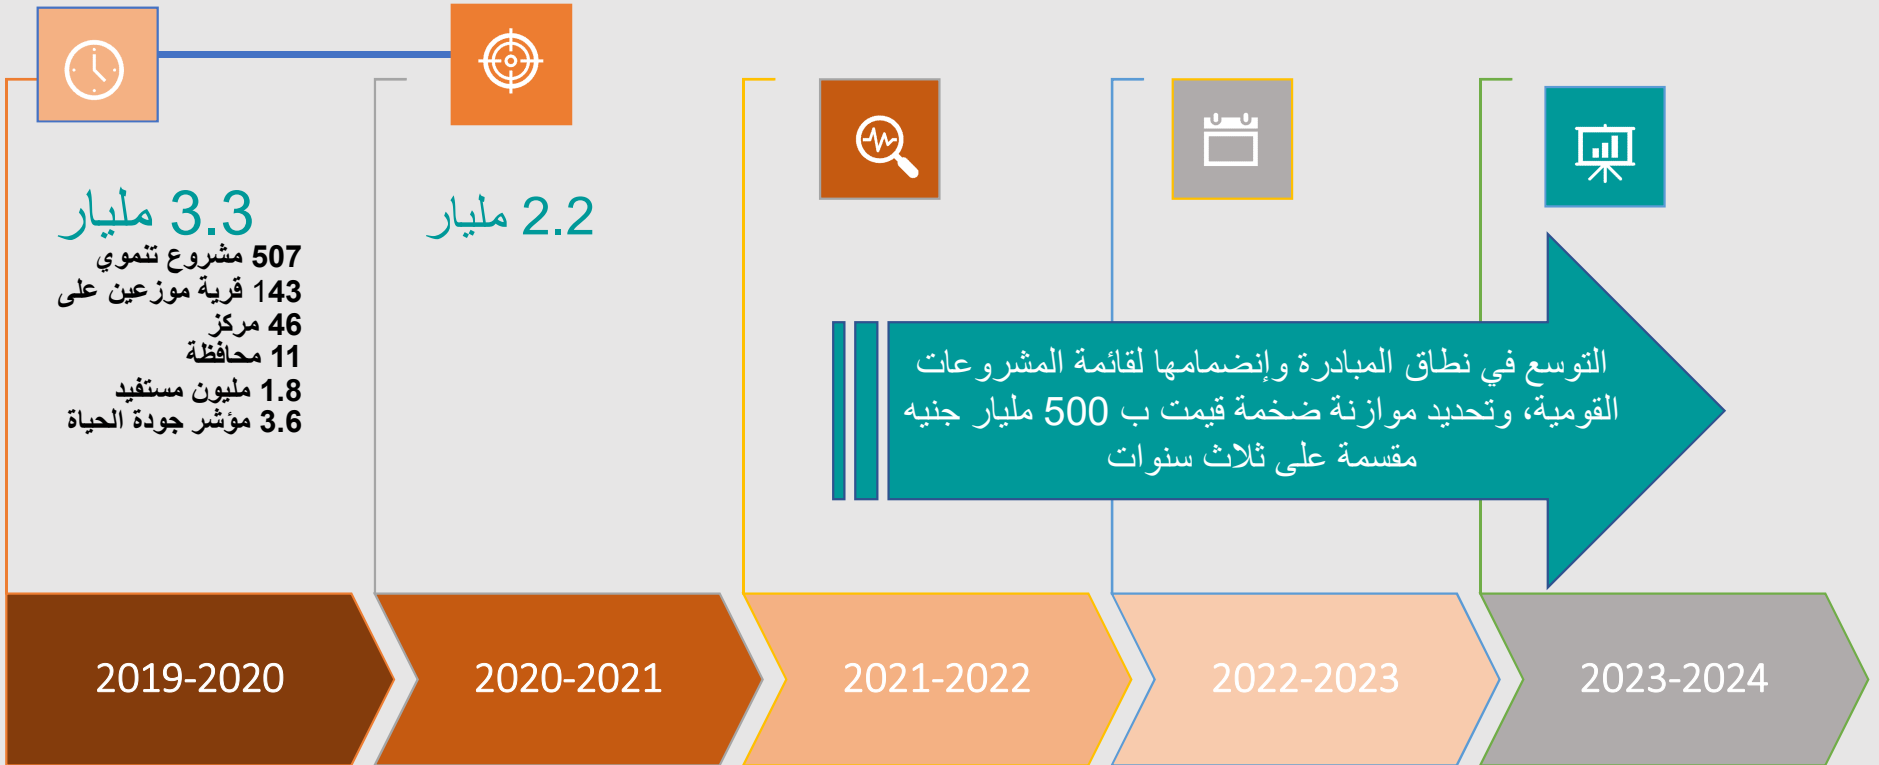 3.3 مليار
507 مشروع تنموي
143 قرية موزعين على
46 مركز
11 محافظة
1.8 مليون مستفيد
3.6 مؤشر جودة الحياة
2.2 مليار
التوسع في نطاق المبادرة وإنضمامها لقائمة المشروعات
القومية، وتحديد موازنة ضخمة قيمت ب 500 مليار جنيه
مقسمة على ثلاث سنوات
2019-2020
2020-2021
2021-2022
2022-2023
2023-2024